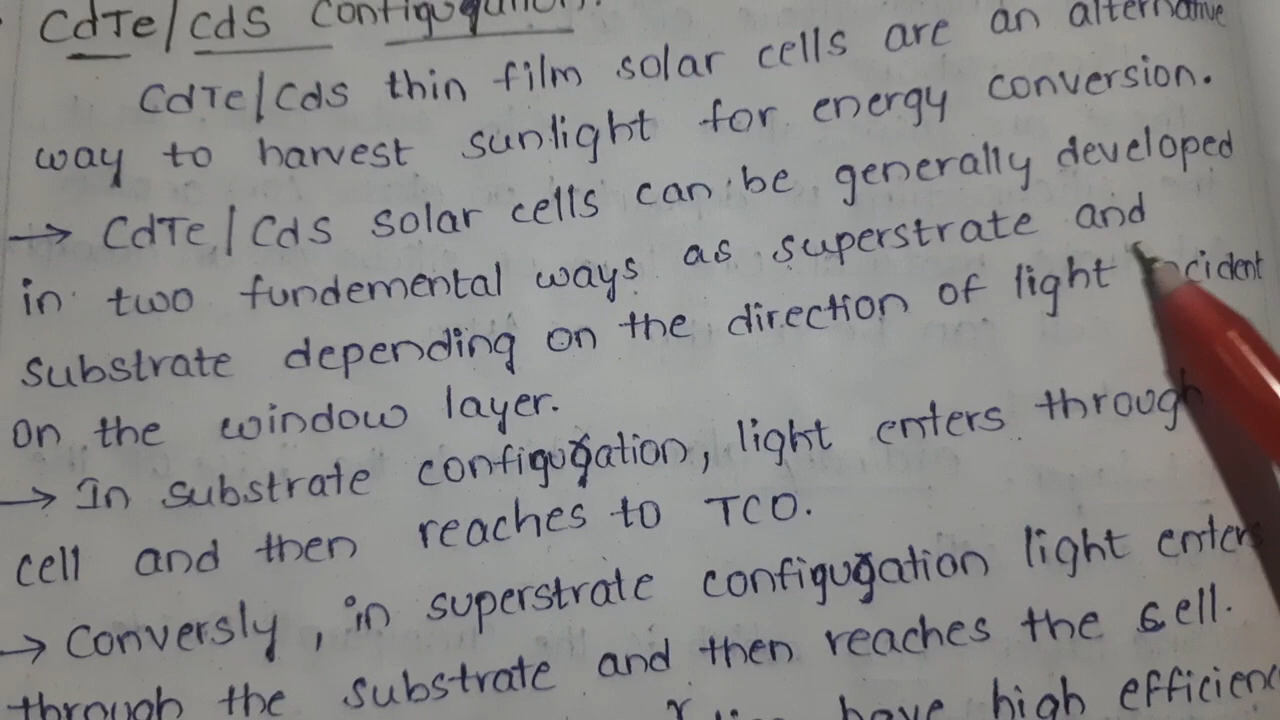 CdTe/CdS
CdTe/CdS thin film solar cells are an alternative
way to harvest sunlight for energy conversion.
→ CdTe/CdS solar cells can be generally developed
in two fundemental ways as superstrate and
substrate depending on the direction of light
on the window layer.
→ In substrate configugation, light enters through
cell and then reaches to TCO.
→ Conversly, in superstrate configugation light enters
through the substrate and then reaches the cell.
have high